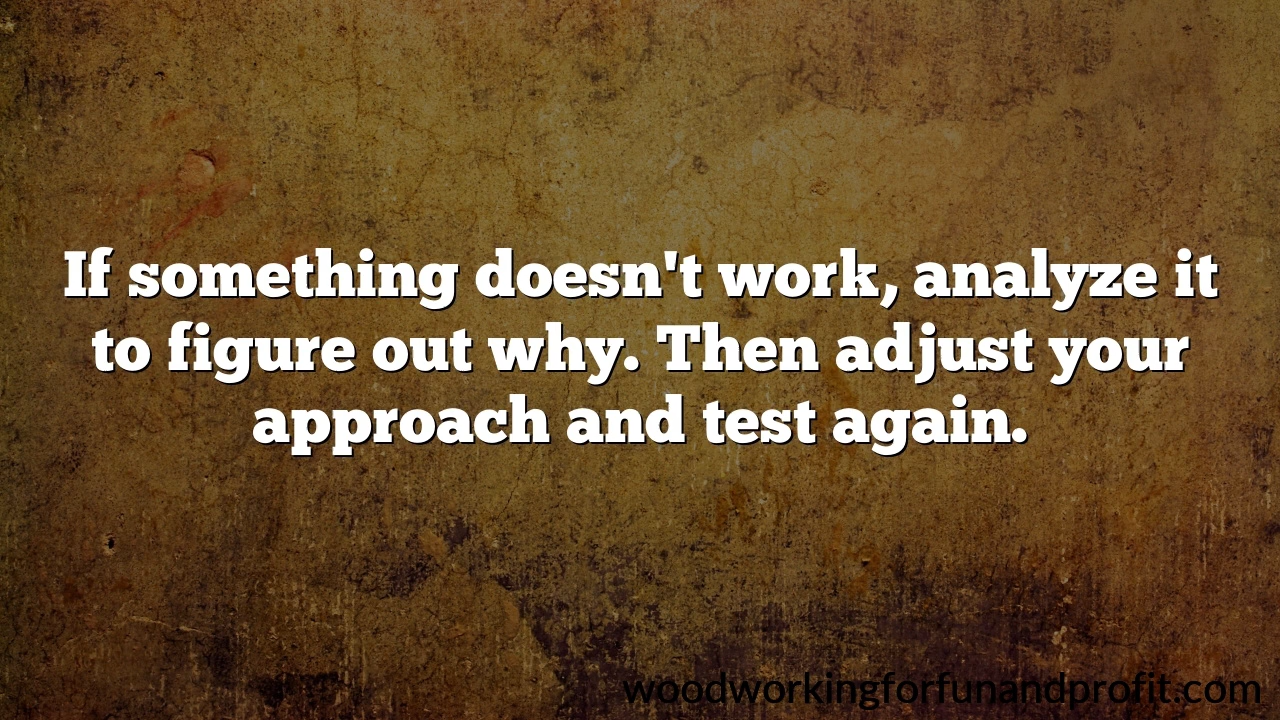 If something doesn't work, analyze it
to figure out why. Then adjust your
approach and test again.
woodworkingforfunandprofit.com